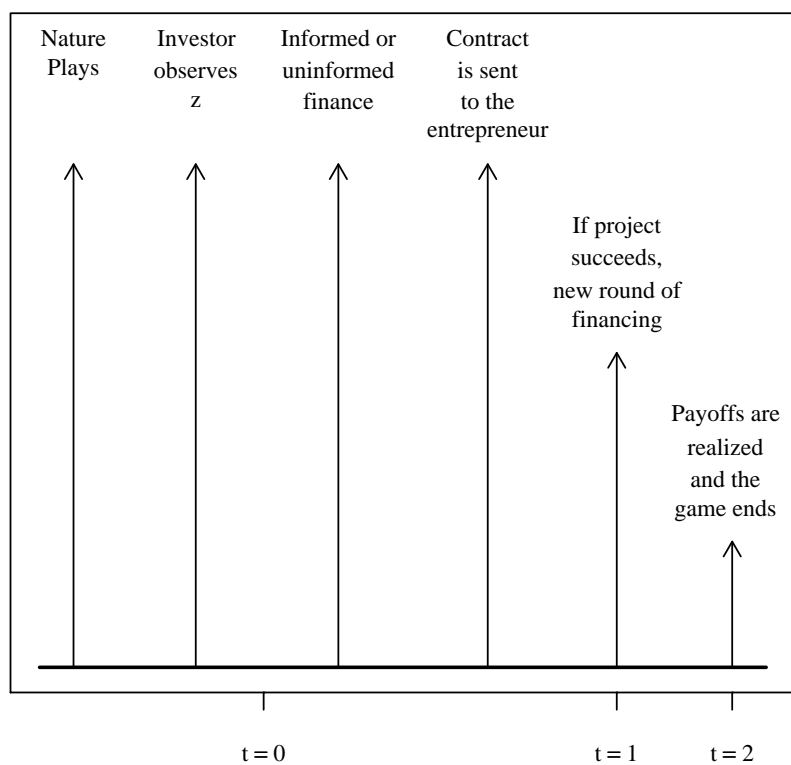 Nature
Plays
Investor
observes
z
Informed or
uninformed
finance
Contract
is sent
to the
entrepreneur
If project
succeeds,
new round of
financing
Payoffs are
realized
and the
game ends
t = 0
t = 1
t = 2